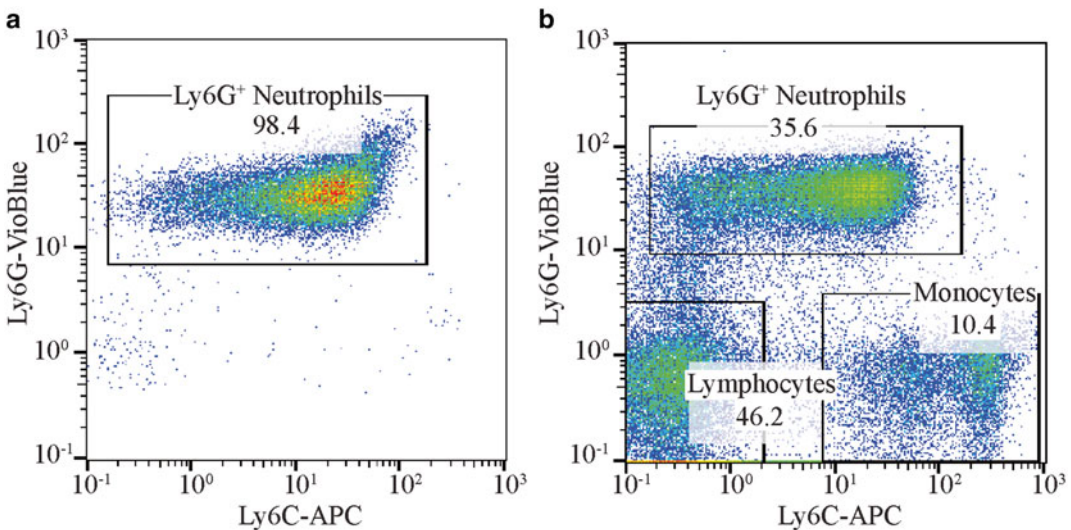 a
10³
10²
10¹
10⁰
10⁻¹
Ly6G-VioBlue
Ly6G⁺ Neutrophils
98.4
10⁻¹ 10⁰ 10¹ 10² 10³
Ly6C-APC
b
10³
10²
10¹
10⁰
10⁻¹
Ly6G-VioBlue
Ly6G⁺ Neutrophils
35.6
Monocytes
10.4
Lymphocytes
46.2
10⁻¹ 10⁰ 10¹ 10² 10³
Ly6C-APC